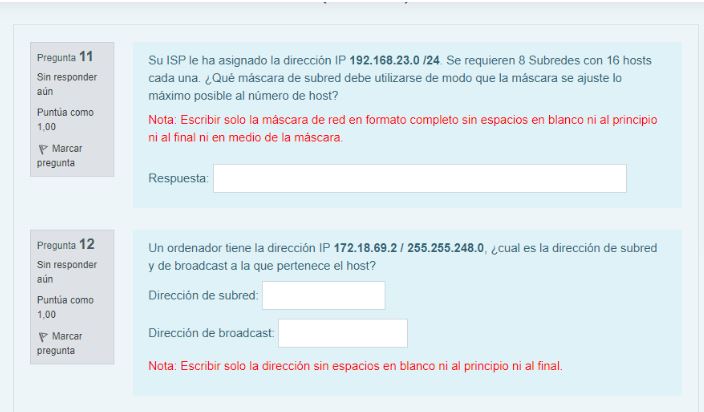 Pregunta 11
Sin responder
aún
Puntúa como
1,00
Marcar
pregunta
Su ISP le ha asignado la dirección IP 192.168.23.0 /24. Se requieren 8 Subredes con 16 hosts
cada una. ¿Qué máscara de subred debe utilizarse de modo que la máscara se ajuste lo
máximo posible al número de host?
Nota: Escribir solo la máscara de red en formato completo sin espacios en blanco ni al principio
ni al final ni en medio de la máscara.
Respuesta:
Pregunta 12
Sin responder
aún
Puntúa como
1,00
Marcar
pregunta
Un ordenador tiene la dirección IP 172.18.69.2 / 255.255.248.0, ¿cual es la dirección de subred
y de broadcast a la que pertenece el host?
Dirección de subred:
Dirección de broadcast:
Nota: Escribir solo la dirección sin espacios en blanco ni al principio ni al final.